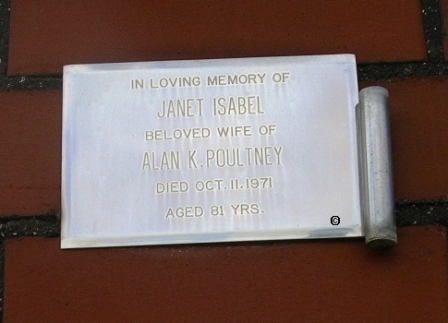 IN LOVING MEMORY OF
JANET ISABEL
BELOVED WIFE OF
ALAN K. POULTNEY
DIED OCT. 11. 1971
AGED 81 YRS.
©